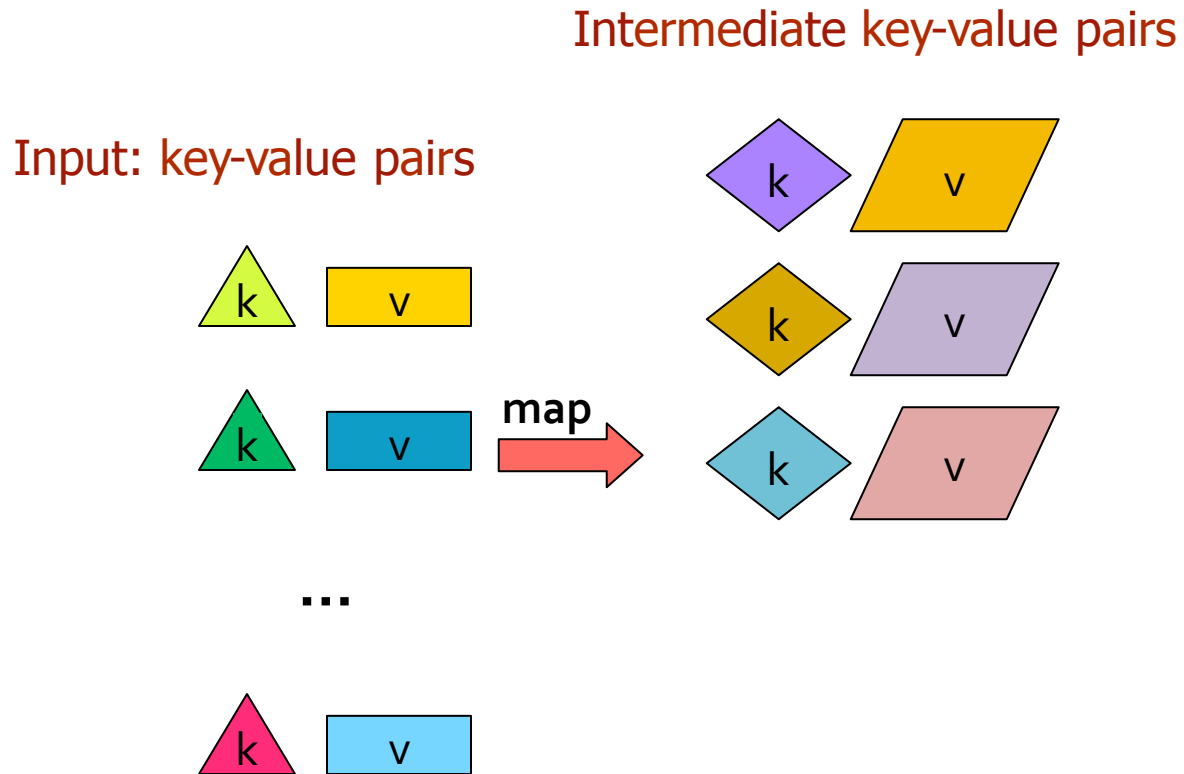 Intermediate key-value pairs
Input: key-value pairs
k v
k v
k v
k v
map
k v
k v
...
k v